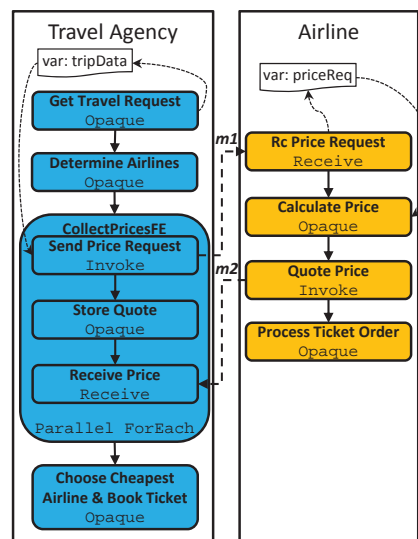 Travel Agency
var: tripData
Get Travel Request
Opaque
Determine Airlines
Opaque
CollectPricesFE
Send Price Request
Invoke
Store Quote
Opaque
Receive Price
Receive
Parallel ForEach
Choose Cheapest
Airline & Book Ticket
Opaque
m1
m2
Airline
var: priceReq
Rc Price Request
Receive
Calculate Price
Opaque
Quote Price
Invoke
Process Ticket Order
Opaque